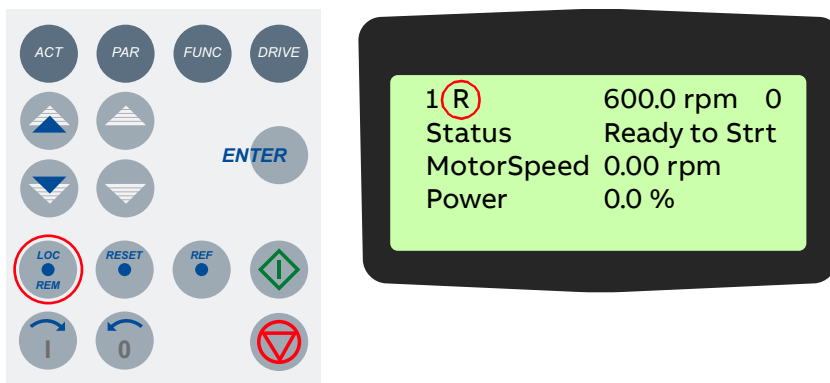 ACT PAR FUNC DRIVE
ENTER
LOC
REM
RESET
REF
I
I 0
1 R 600.0 rpm 0
Status Ready to Strt
MotorSpeed 0.00 rpm
Power 0.0 %